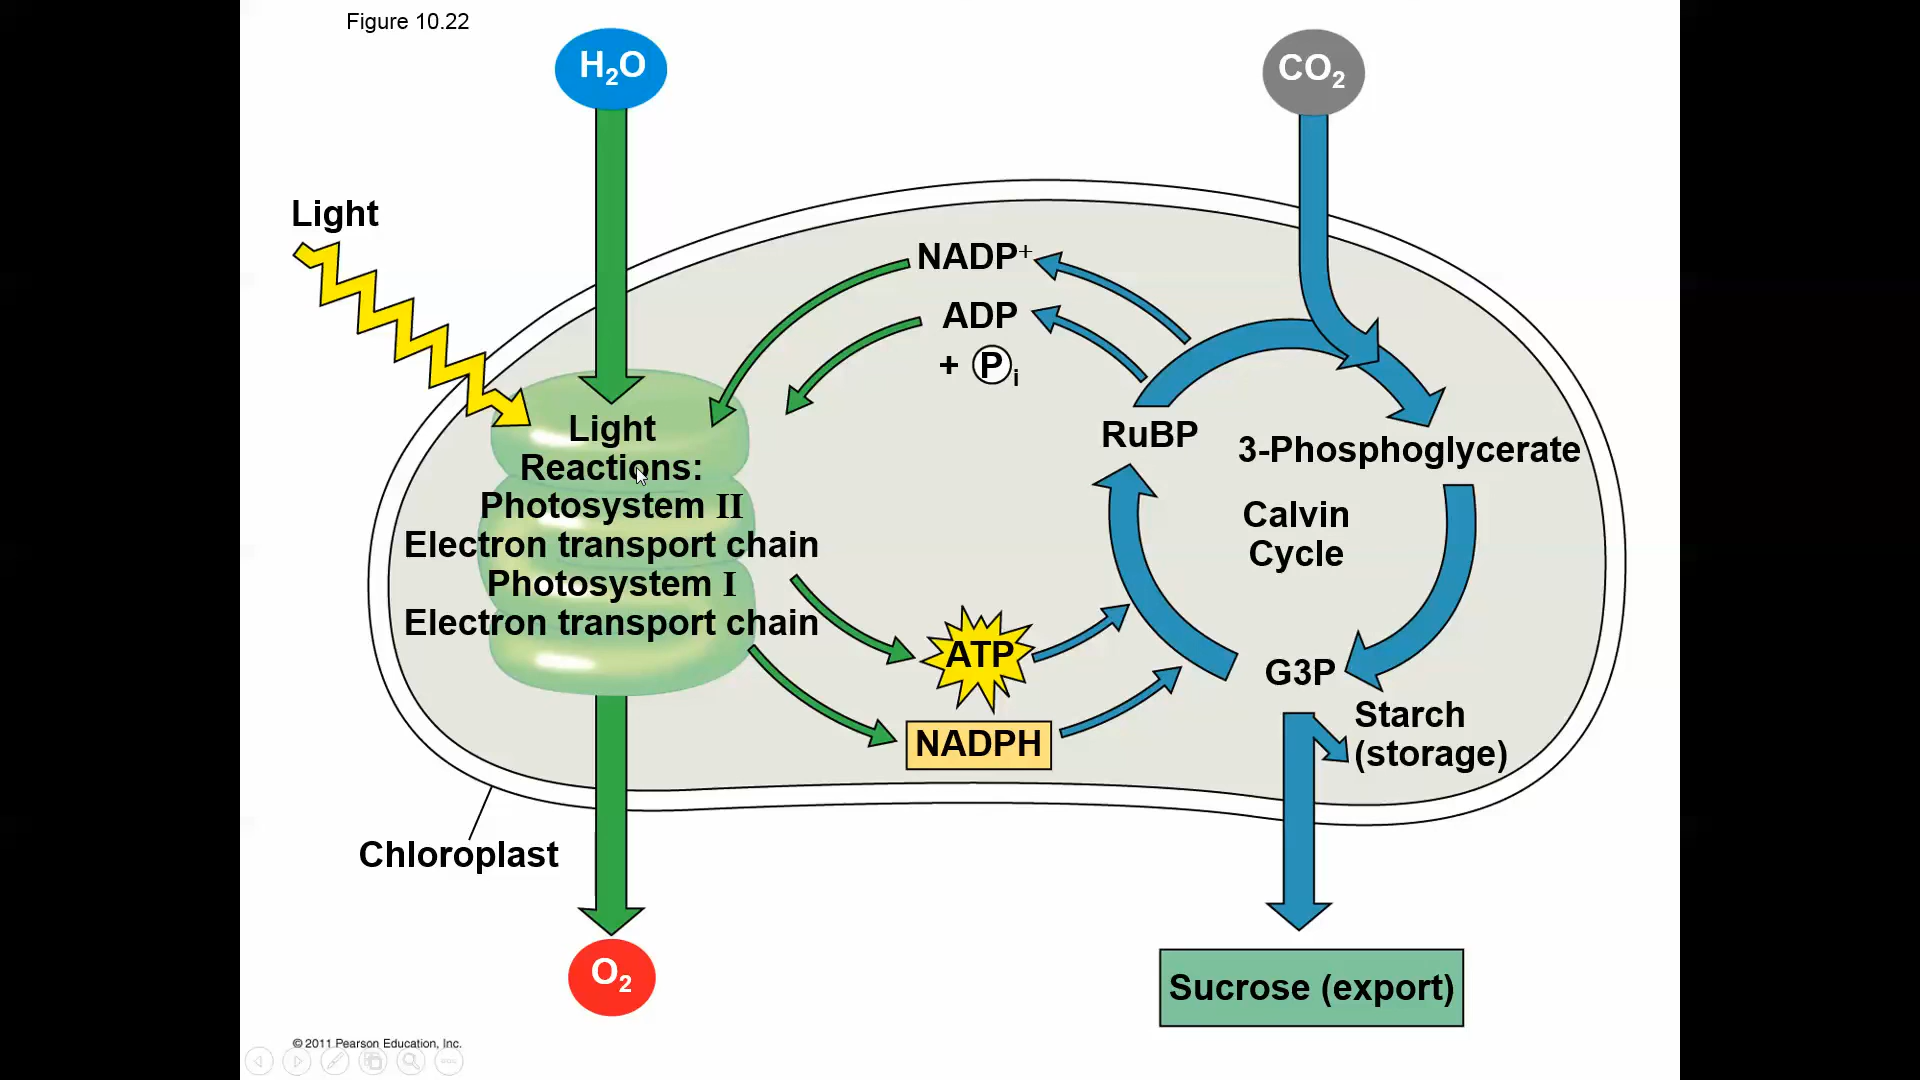 Figure 10.22
H₂O
CO₂
Light
NADP⁺
ADP
+ Pᵢ
Light
Reactions:
Photosystem II
Electron transport chain
Photosystem I
Electron transport chain
RuBP
3-Phosphoglycerate
Calvin
Cycle
ATP
NADPH
G3P
Starch
(storage)
Chloroplast
O₂
Sucrose (export)
© 2011 Pearson Education, Inc.